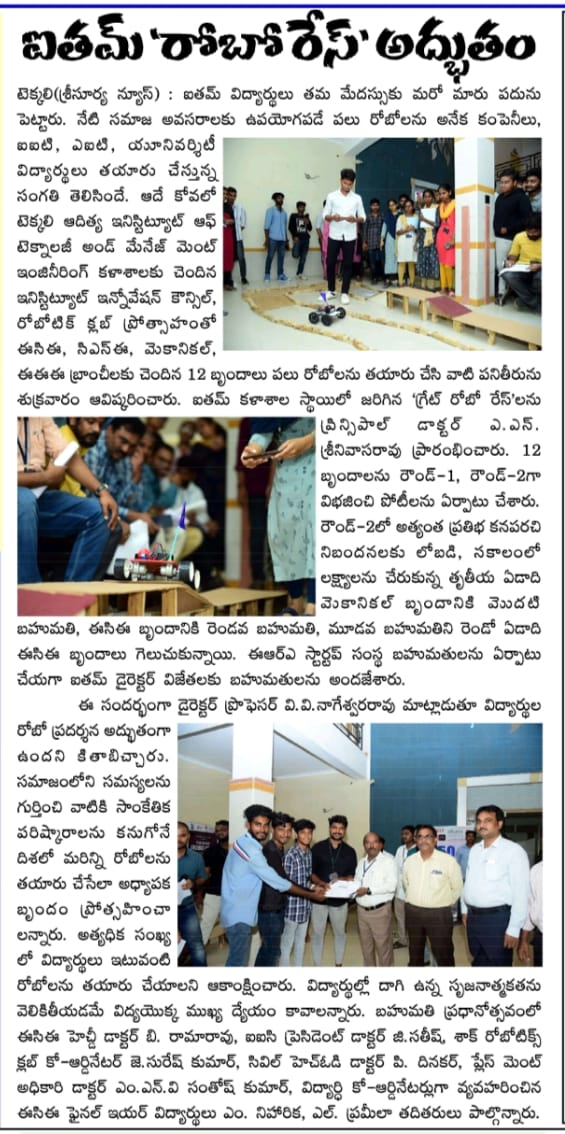 ఐతమ్ 'రోబో రేస్' అద్భుతం
టెక్కలి(శ్రీసూర్య న్యూస్) : ఐతమ్ విద్యార్థులు తమ మేదస్సుకు మరో మారు పదును
పెట్టారు. నేటి సమాజ అవసరాలకు ఉపయోగపడే పలు రోబోలను అనేక కంపెనీలు,
ఐఐటి, ఎఐటి, యూనివర్శిటీ
విద్యార్థులు తయారు చేస్తున్న
సంగతి తెలిసిందే. ఆదే కోవలో
టెక్కలి ఆదిత్య ఇనిస్టిట్యూట్ ఆఫ్
టెక్నాలజీ అండ్ మేనేజ్ మెంట్
ఇంజినీరింగ్ కళాశాలకు చెందిన
ఇనిస్టిట్యూట్ ఇన్నోవేషన్ కౌన్సిల్,
రోబోటిక్ క్లబ్ ప్రోత్సాహంతో
ఈసిఈ, సిఎస్ఈ, మెకానికల్,
ఈఈఈ బ్రాంచీలకు చెందిన 12 బృందాలు పలు రోబోలను తయారు చేసి వాటి పనితీరును
శుక్రవారం ఆవిష్కరించారు. ఐతమ్ కళాశాల స్థాయిలో జరిగిన 'గ్రేట్ రోబో రేస్'లను
ప్రిన్సిపాల్ డాక్టర్ ఎ.ఎస్.
శ్రీనివాసరావు ప్రారంభించారు. 12
బృందాలను రౌండ్-1, రౌండ్-2గా
విభజించి పోటీలను ఏర్పాటు చేశారు.
రౌండ్-2లో అత్యంత ప్రతిభ కనపరచి
నిబందనలకు లోబడి, సకాలంలో
లక్ష్యాలను చేరుకున్న తృతీయ ఏడాది
మెకానికల్ బృందానికి మొదటి
బహుమతి, ఈసిఈ బృందానికి రెండవ బహుమతి, మూడవ బహుమతిని రెండో ఏడాది
ఈసిఈ బృందాలు గెలుచుకున్నాయి. ఈఆర్ఏ స్టార్టప్ సంస్థ బహుమతులను ఏర్పాటు
చేయగా ఐతమ్ డైరెక్టర్ విజేతలకు బహుమతులను అందజేశారు.
ఈ సందర్భంగా డైరెక్టర్ ప్రొఫెసర్ వి.వి.నాగేశ్వరరావు మాట్లాడుతూ విద్యార్థుల
రోబో ప్రదర్శన అద్భుతంగా
ఉందని కితాబిచ్చారు.
సమాజంలోని సమస్యలను
గుర్తించి వాటికి సాంకేతిక
పరిష్కారాలను కనుగోనే
దిశలో మరిన్ని రోబోలను
తయారు చేసేలా అధ్యాపక
బృందం ప్రోత్సహించా
లన్నారు. అత్యధిక సంఖ్య
లో విద్యార్థులు ఇటువంటి
రోబోలను తయారు చేయాలని ఆకాంక్షించారు. విద్యార్థుల్లో దాగి ఉన్న సృజనాత్మకతను
వెలికితీయడమే విద్యయొక్క ముఖ్య ద్యేయం కావాలన్నారు. బహుమతి ప్రధానోత్సవంలో
ఈసిఈ హెచ్డీ డాక్టర్ బి. రామారావు, ఐఐసి ప్రెసిడెంట్ డాక్టర్ జి.సతీష్, శాక్ రోబోటిక్స్
క్లబ్ కో-ఆర్డినేటర్ జె.సురేష్ కుమార్, సివిల్ హెచ్ఓడి డాక్టర్ పి. దినకర్, ప్లేస్ మెంట్
అధికారి డాక్టర్ ఎం.ఎన్.వి సంతోష్ కుమార్, విద్యార్ధి కో-ఆర్డినేటర్లుగా వ్యవహరించిన
ఈసిఈ ఫైనల్ ఇయర్ విద్యార్థులు ఎం. నిహారిక, ఎల్. ప్రమీలా తదితరులు పాల్గొన్నారు.